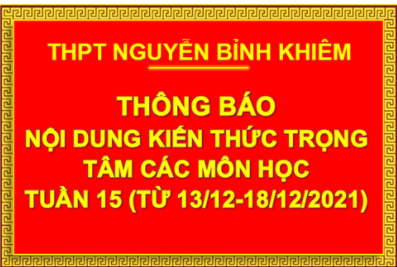 THPT NGUYỄN BỈNH KHIÊM
THÔNG BÁO
NỘI DUNG KIẾN THỨC TRỌNG
TÂM CÁC MÔN HỌC
TUẦN 15 (TỪ 13/12-18/12/2021)